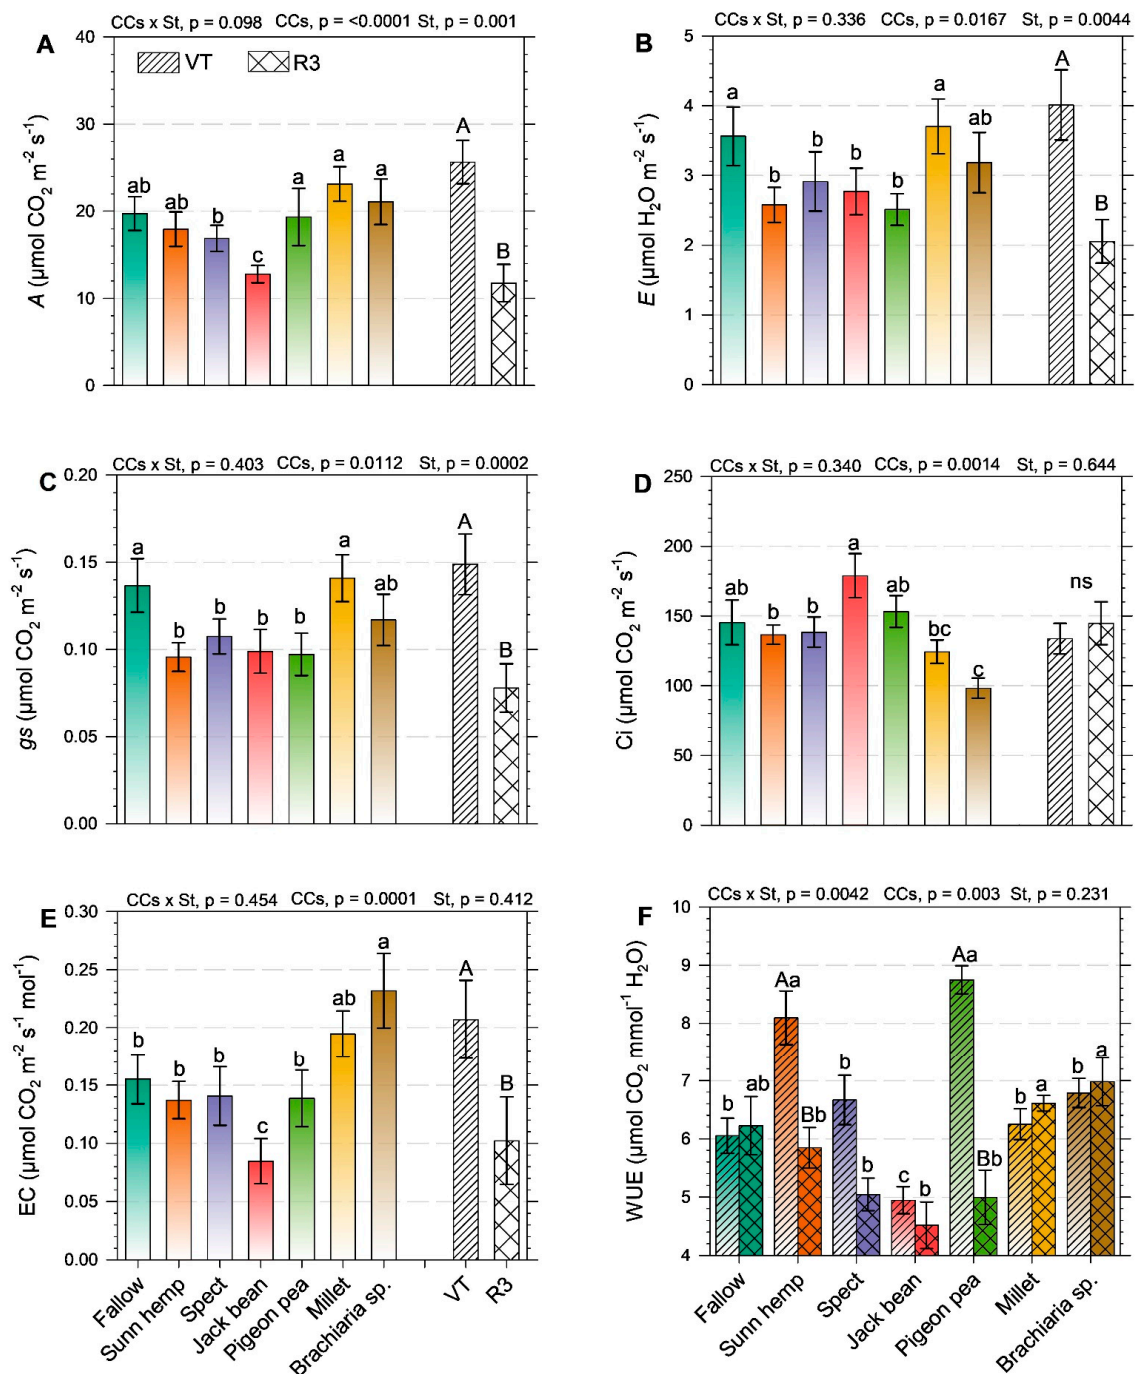 CCs x St, p = 0.098 CCs, p = <0.0001 St, p = 0.001
A
40
30
20
10
0
A (µmol CO2 m-2 s-1)
VT R3
ab ab b c a a a A B
CCs x St, p = 0.336 CCs, p = 0.0167 St, p = 0.0044
B
5
4
3
2
1
0
E (µmol H2O m-2 s-1)
a b b b b a ab A B
CCs x St, p = 0.403 CCs, p = 0.0112 St, p = 0.0002
C
0.20
0.15
0.10
0.05
0.00
gs (µmol CO2 m-2 s-1)
a b b b b a ab A B
CCs x St, p = 0.340 CCs, p = 0.0014 St, p = 0.644
D
250
200
150
100
50
0
Ci (µmol CO2 m-2 s-1)
ab b b a ab bc c ns
CCs x St, p = 0.454 CCs, p = 0.0001 St, p = 0.412
E
0.30
0.25
0.20
0.15
0.10
0.05
0.00
EC (µmol CO2 m-2 s-1 mol-1)
b b b c b ab a A B
Fallow
Sunn hemp
Spect
Jack bean
Pigeon pea
Millet
Brachiaria sp.
VT
R3
CCs x St, p = 0.0042 CCs, p = 0.003 St, p = 0.231
F
10
9
8
7
6
5
4
WUE (µmol CO2 mmol-1 H2O)
b ab Aa Bb b b c b Aa Bb b a b a
Fallow
Sunn hemp
Spect
Jack bean
Pigeon pea
Millet
Brachiaria sp.